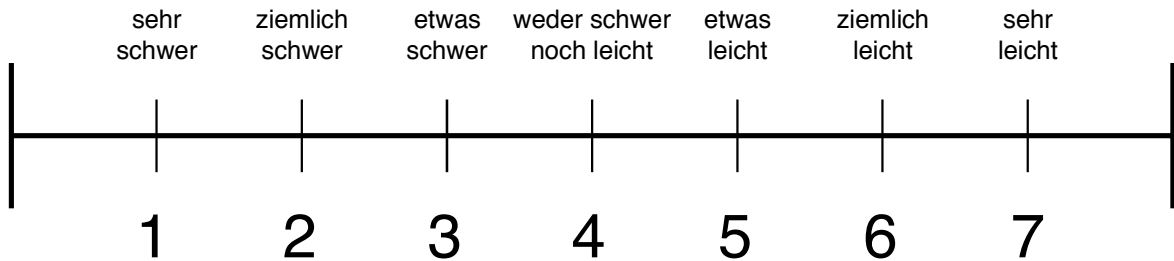 sehr ziemlich etwas weder schwer etwas ziemlich sehr
schwer schwer schwer noch leicht leicht leicht leicht
1 2 3 4 5 6 7